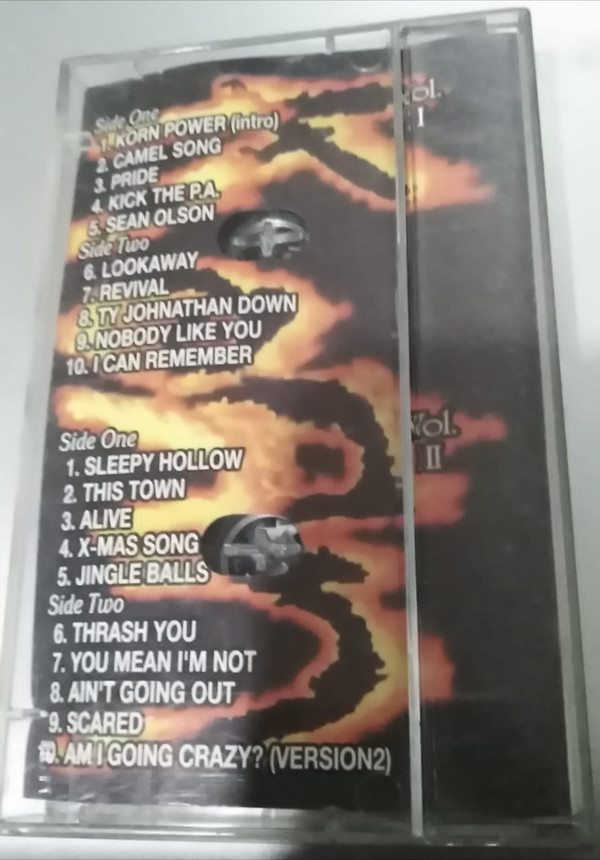 Side One
1. KORN POWER (intro)
2. CAMEL SONG
3. PRIDE
4. KICK THE P.A.
5. SEAN OLSON
Side Two
6. LOOKAWAY
7. REVIVAL
8. TY JOHNATHAN DOWN
9. NOBODY LIKE YOU
10. I CAN REMEMBER
Vol.
I
Side One
1. SLEEPY HOLLOW
2. THIS TOWN
3. ALIVE
4. X-MAS SONG
5. JINGLE BALLS
Side Two
6. THRASH YOU
7. YOU MEAN I'M NOT
8. AIN'T GOING OUT
9. SCARED
10. AM I GOING CRAZY? (VERSION2)
Vol.
II